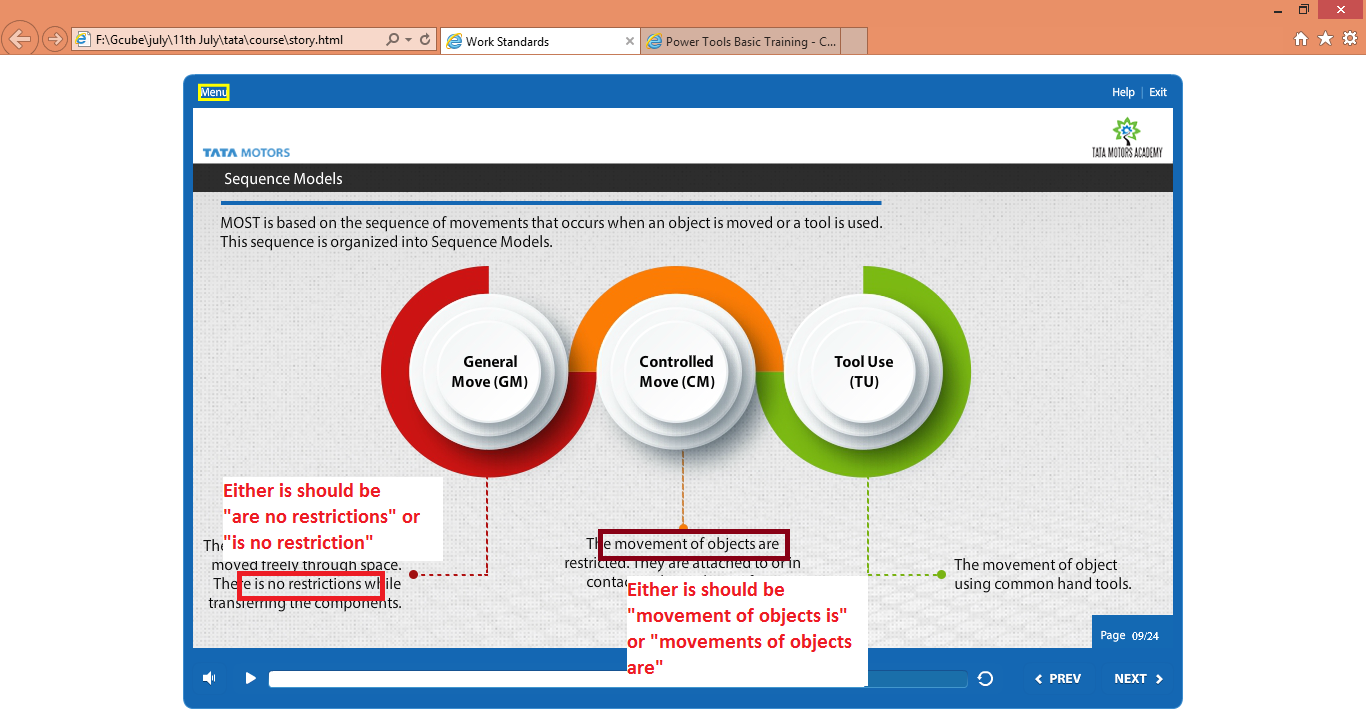 F:\Gcube\july\11th July\tata\course\story.html
Work Standards
Power Tools Basic Training - C...
Menu
Help | Exit
TATA MOTORS
TATA MOTORS ACADEMY
Sequence Models
MOST is based on the sequence of movements that occurs when an object is moved or a tool is used.
This sequence is organized into Sequence Models.
General
Move (GM)
Controlled
Move (CM)
Tool Use
(TU)
Either is should be
"are no restrictions" or
"is no restriction"
moved freely through space.
There is no restrictions while
transferring the components.
The movement of objects are
restricted. They are attached to or in
Either is should be
"movement of objects is"
or "movements of objects
are"
The movement of object
using common hand tools.
Page 09/24
PREV
NEXT